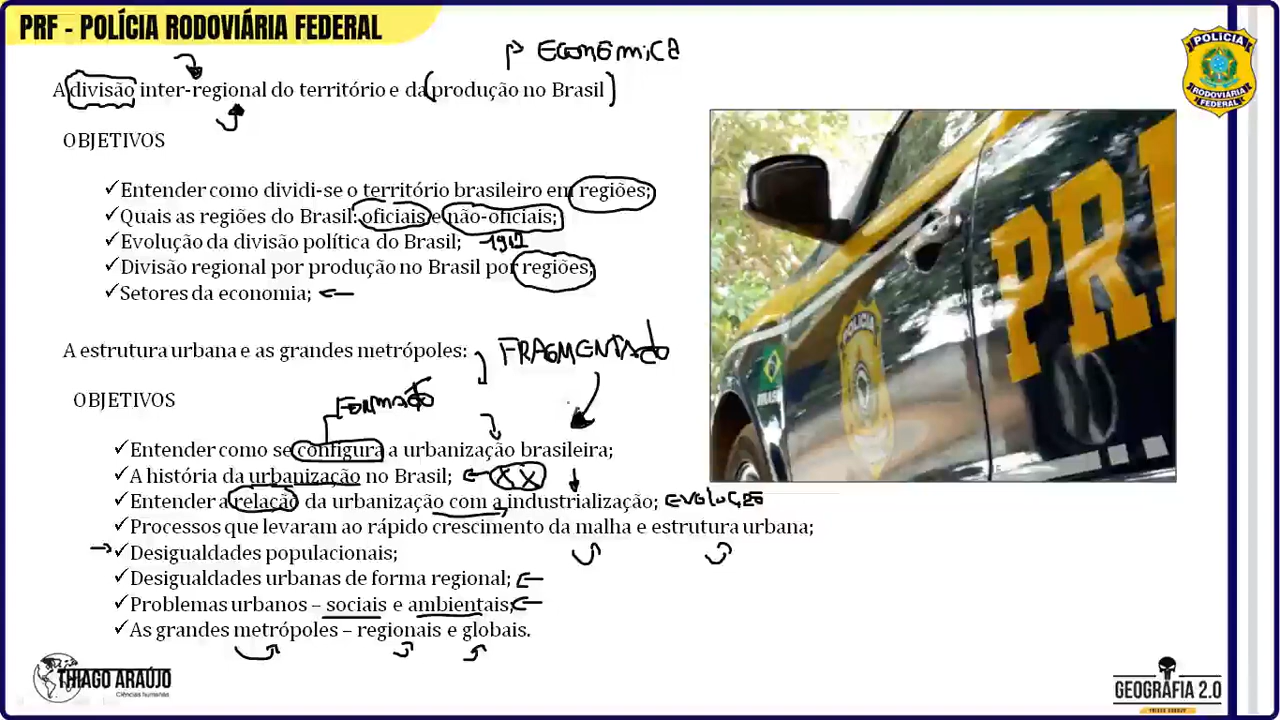 PRF - POLÍCIA RODOVIÁRIA FEDERAL
ECONOMICA
POLÍCIA
RODOVIÁRIA
FEDERAL
A divisão inter-regional do território e da produção no Brasil
OBJETIVOS
✓Entender como dividi-se o território brasileiro em regiões;
✓Quais as regiões do Brasil: oficiais e não-oficiais;
✓Evolução da divisão política do Brasil;
✓Divisão regional por produção no Brasil por regiões;
✓Setores da economia;
A estrutura urbana e as grandes metrópoles:
FRAGMENTADO
OBJETIVOS
✓Entender como se configura a urbanização brasileira;
✓A história da urbanização no Brasil; XX
✓Entender a relação da urbanização com a industrialização; EVOLUÇÃO
✓Processos que levaram ao rápido crescimento da malha e estrutura urbana;
✓Desigualdades populacionais;
✓Desigualdades urbanas de forma regional;
✓Problemas urbanos – sociais e ambientais;
✓As grandes metrópoles – regionais e globais.
PRF
POLÍCIA
THIAGO ARAÚJO
Ciências humanas
GEOGRAFIA 2.0